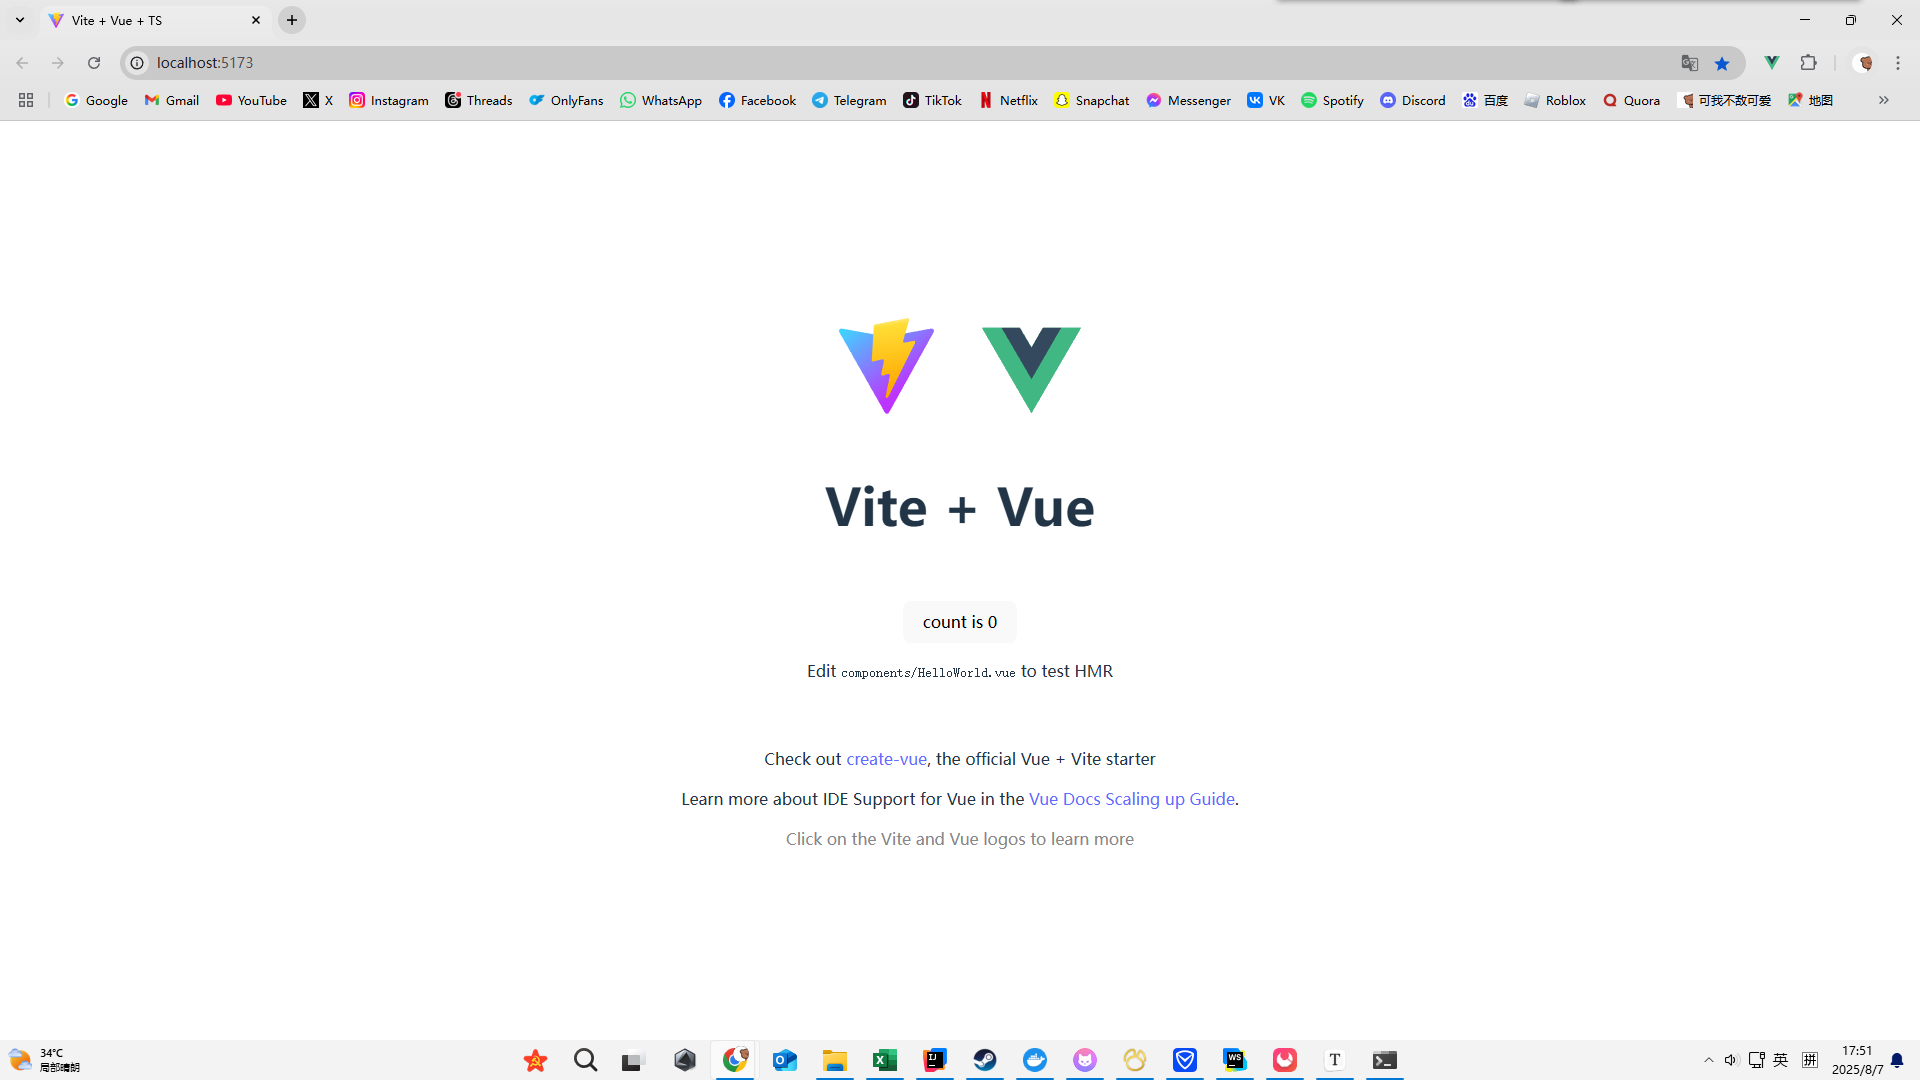 Vite + Vue + TS
localhost:5173
Google Gmail YouTube X Instagram Threads OnlyFans WhatsApp Facebook Telegram TikTok Netflix Snapchat Messenger VK Spotify Discord 百度 Roblox Quora 可我不敌可爱 地图
Vite + Vue
count is 0
Edit components/HelloWorld.vue to test HMR
Check out create-vue, the official Vue + Vite starter
Learn more about IDE Support for Vue in the Vue Docs Scaling up Guide.
Click on the Vite and Vue logos to learn more
34°C
局部晴朗
英 拼
17:51
2025/8/7